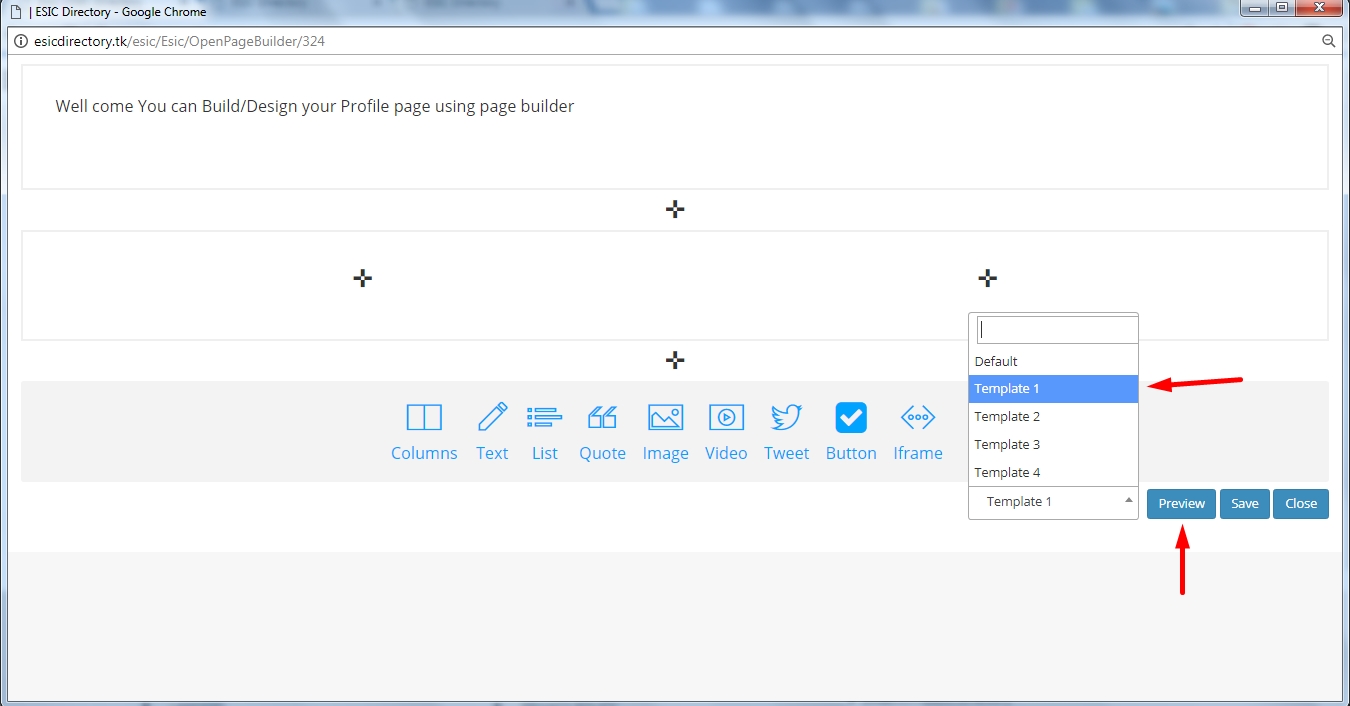 | ESIC Directory - Google Chrome
esicdirectory.tk/esic/Esic/OpenPageBuilder/324
Well come You can Build/Design your Profile page using page builder
Default
Template 1
Template 2
Template 3
Template 4
Columns Text List Quote Image Video Tweet Button Iframe
Template 1 Preview Save Close